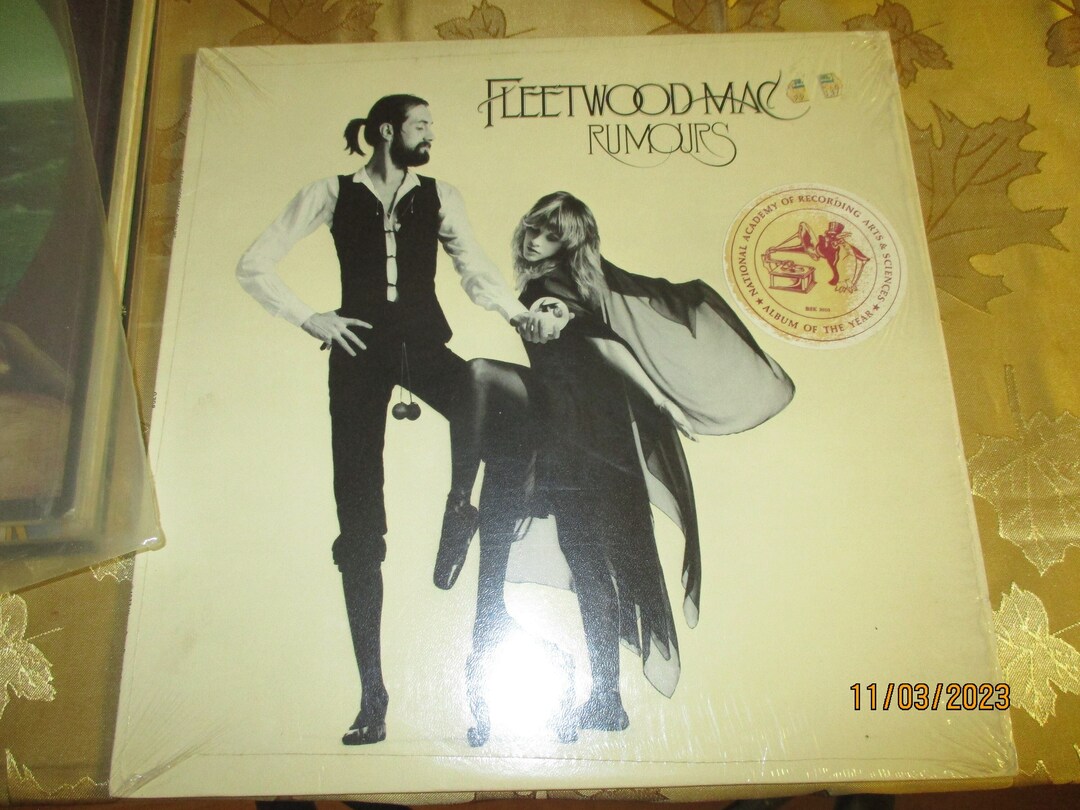 FLEETWOOD MAC
RUMOURS
NATIONAL ACADEMY OF RECORDING ARTS & SCIENCES
★ ALBUM OF THE YEAR ★
11/03/2023